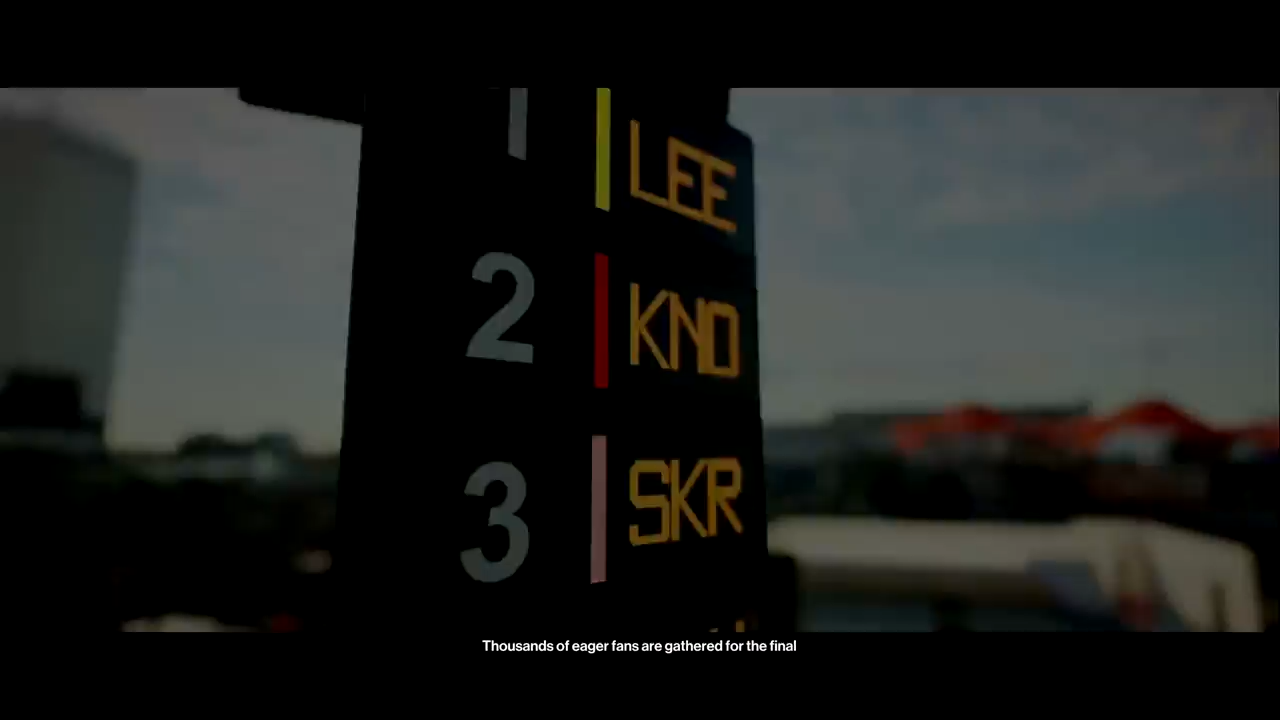 1 LEE
2 KNO
3 SKR
Thousands of eager fans are gathered for the final